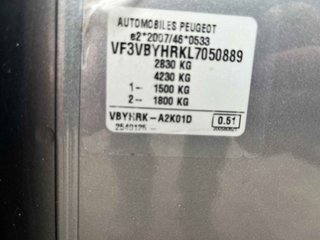 AUTOMOBILES PEUGEOT
e2*2007/46*0533
VF3VBYHRKL7050889
2830 KG
4230 KG
1-- 1500 KG
2-- 1800 KG
VBYHRK- A2K01D 0.51